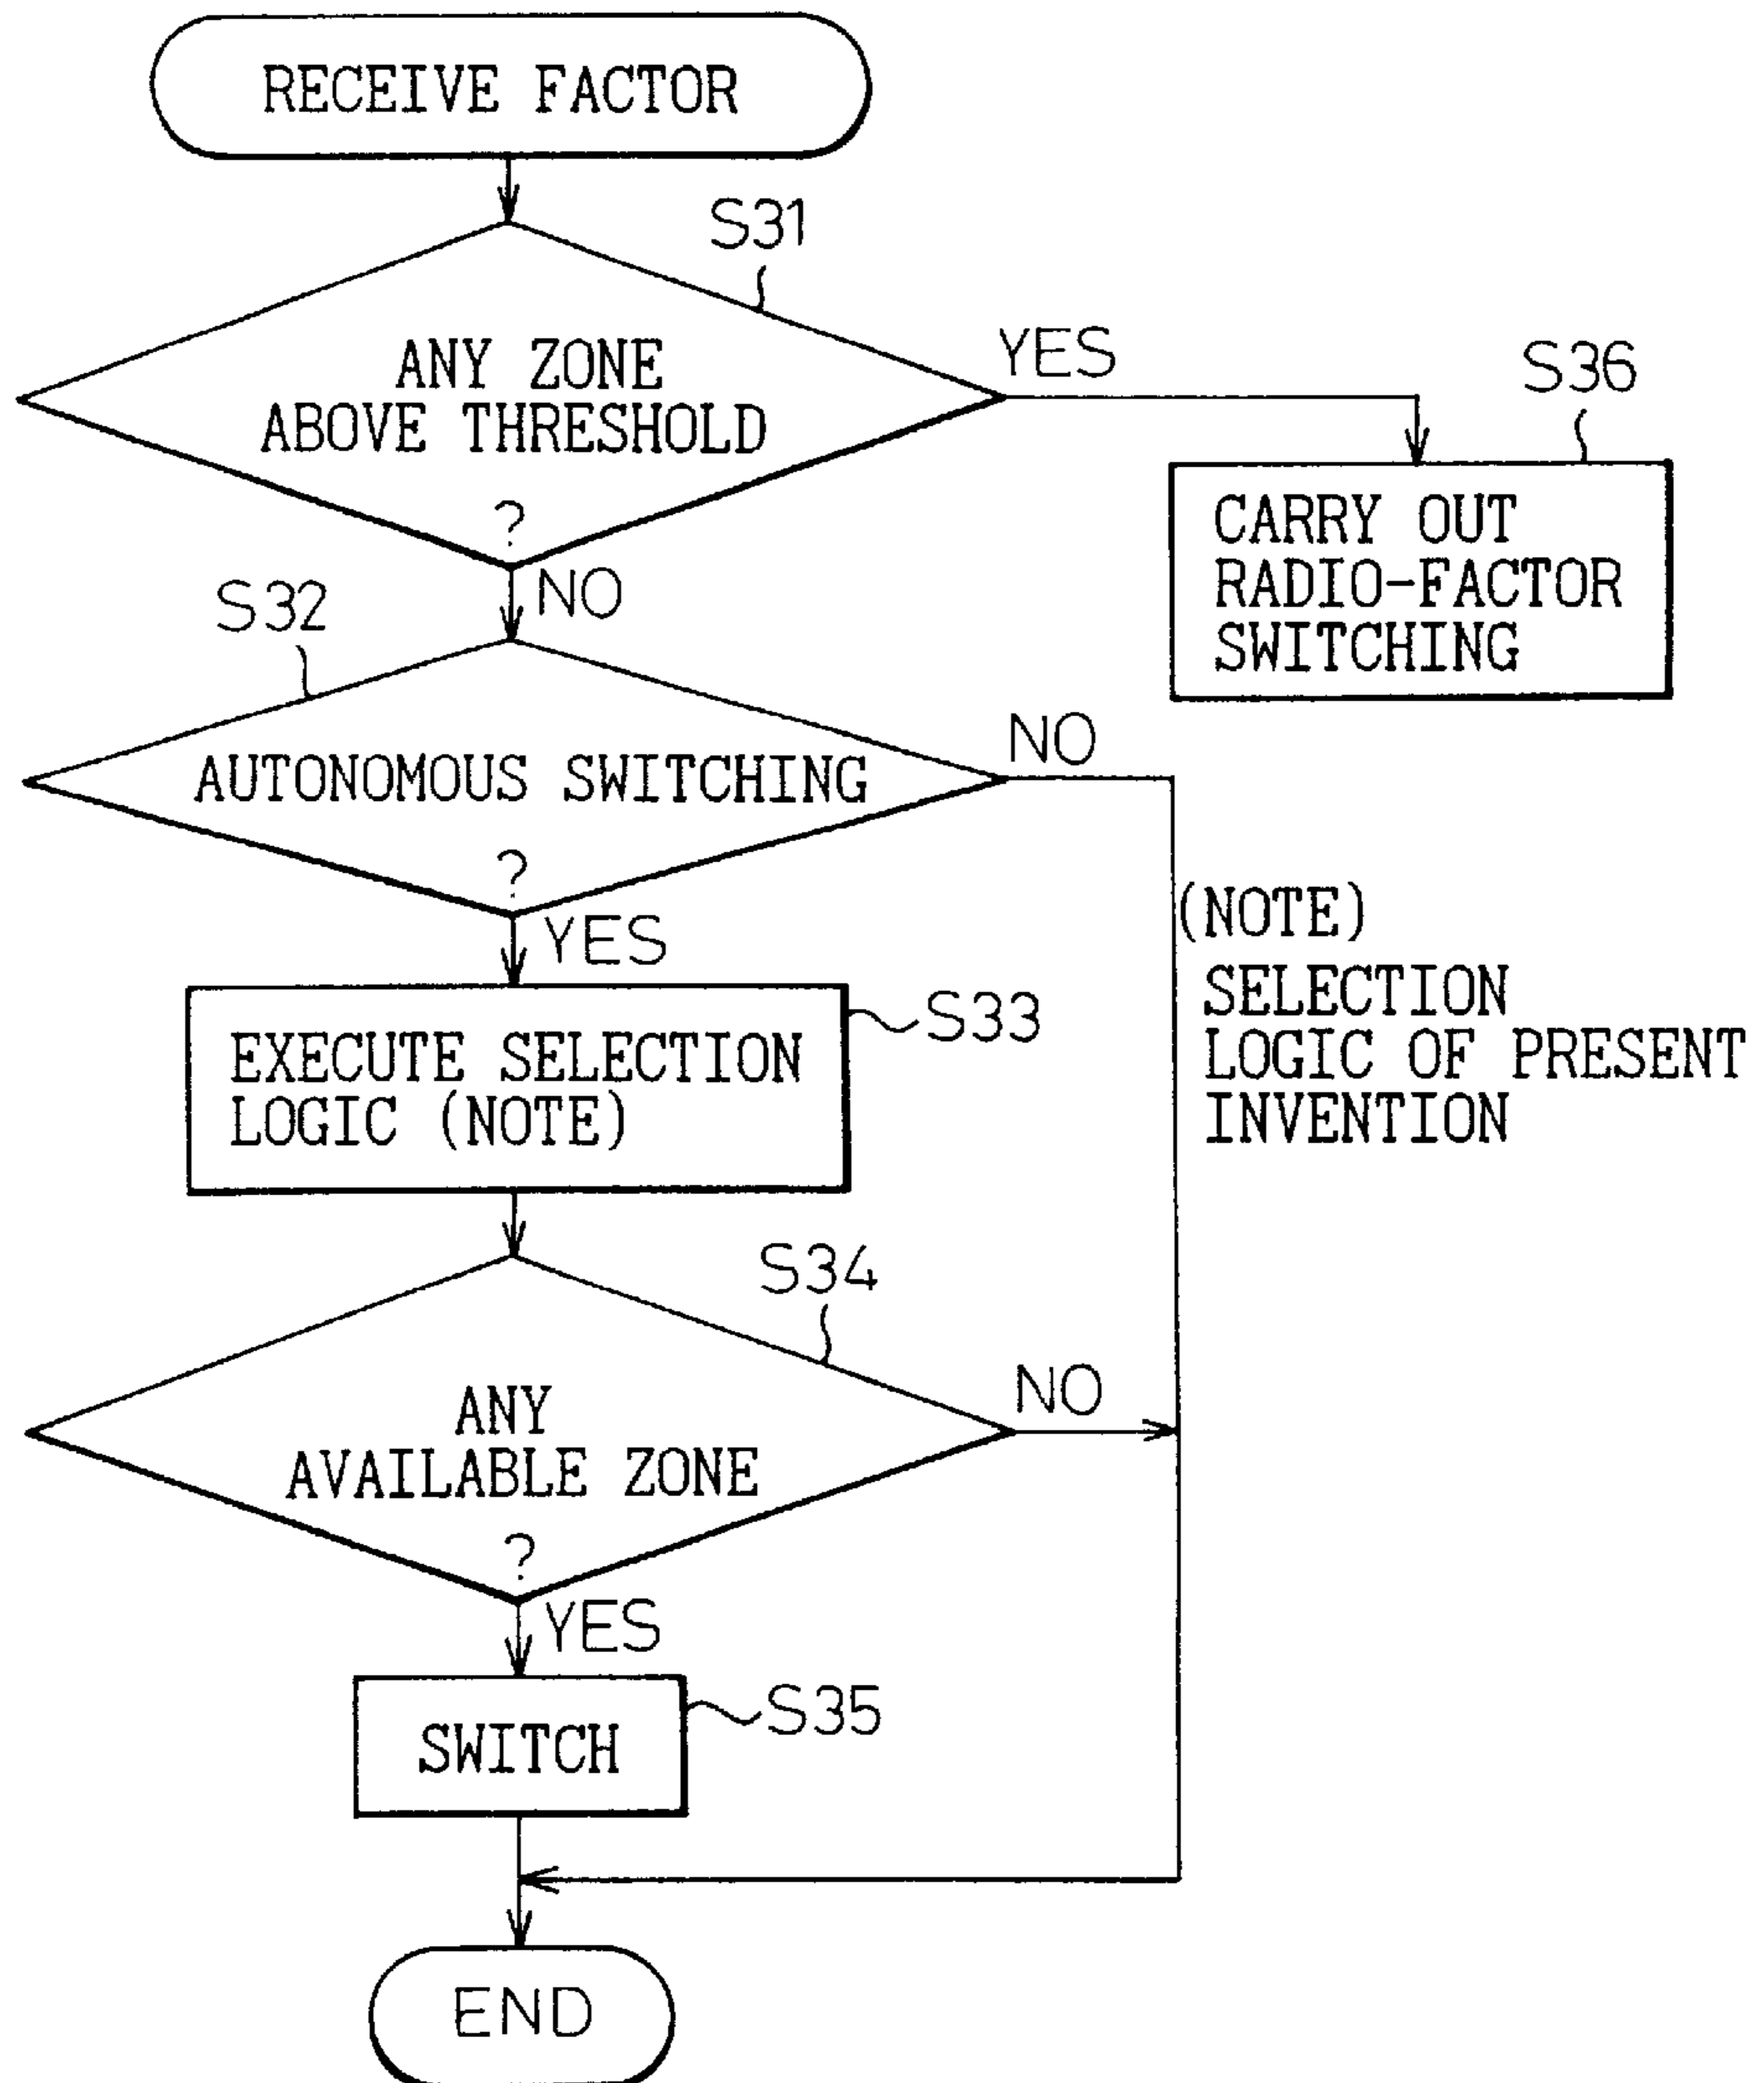 RECEIVE FACTOR
S31
ANY ZONE
ABOVE THRESHOLD
?
YES
S36
CARRY OUT
RADIO-FACTOR
SWITCHING
NO
S32
AUTONOMOUS SWITCHING
?
NO
YES
(NOTE)
SELECTION
LOGIC OF PRESENT
INVENTION
EXECUTE SELECTION
LOGIC (NOTE)
S33
S34
ANY
AVAILABLE ZONE
?
NO
YES
SWITCH
S35
END